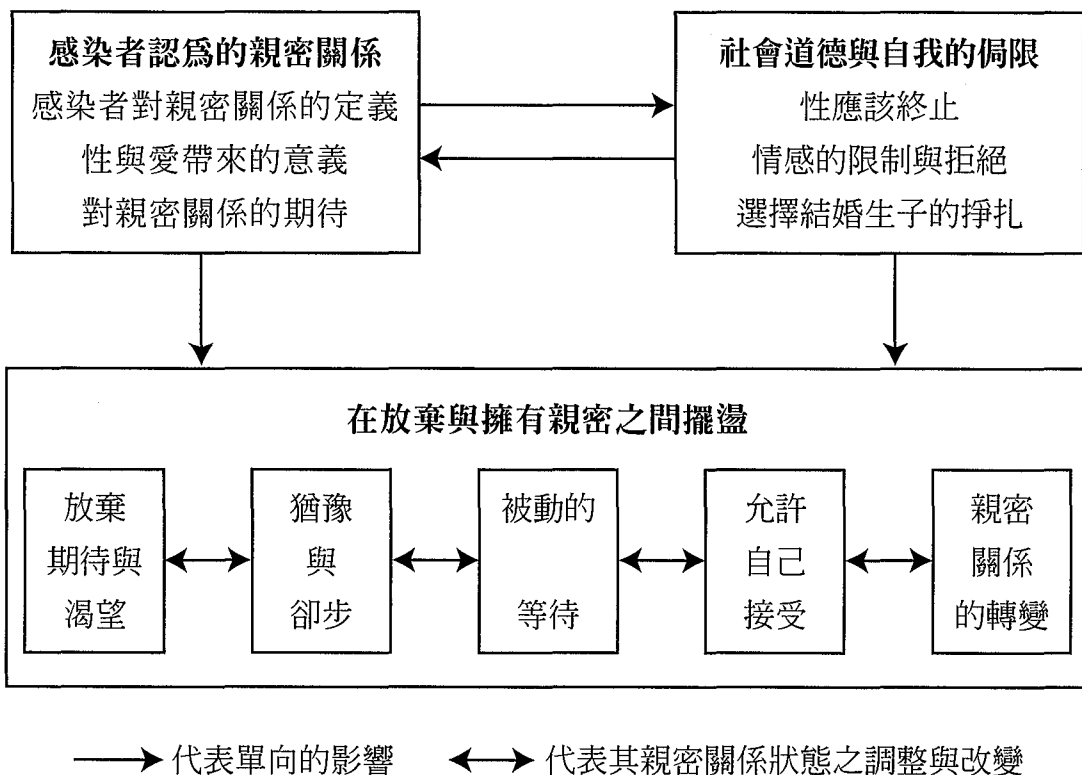 感染者認爲的親密關係
感染者對親密關係的定義
性與愛帶來的意義
對親密關係的期待
社會道德與自我的侷限
性應該終止
情感的限制與拒絕
選擇結婚生子的掙扎
在放棄與擁有親密之間擺盪
放棄
期待與
渴望
猶豫
與
卻步
被動的
等待
允許
自己
接受
親密
關係
的轉變
代表單向的影響
代表其親密關係狀態之調整與改變